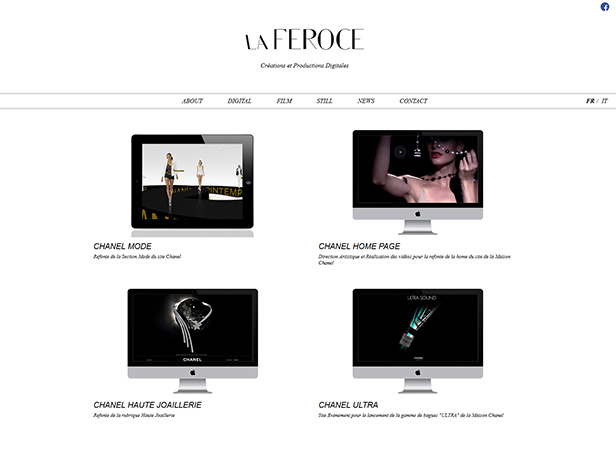 LA FEROCE
Créations et Productions Digitales
ABOUT DIGITAL FILM STILL NEWS CONTACT FR / IT
CHANEL MODE
Refonte de la Section Mode du site Chanel
CHANEL HOME PAGE
Direction Artistique et Réalisation des vidéos pour la refonte de la home du site de la Maison
Chanel
CHANEL
CHANEL HAUTE JOAILLERIE
Refonte de la rubrique Haute Joaillerie
ULTRA SOUND
CHANEL ULTRA
Site Evénement pour le lancement de la gamme de bagues "ULTRA" de la Maison Chanel